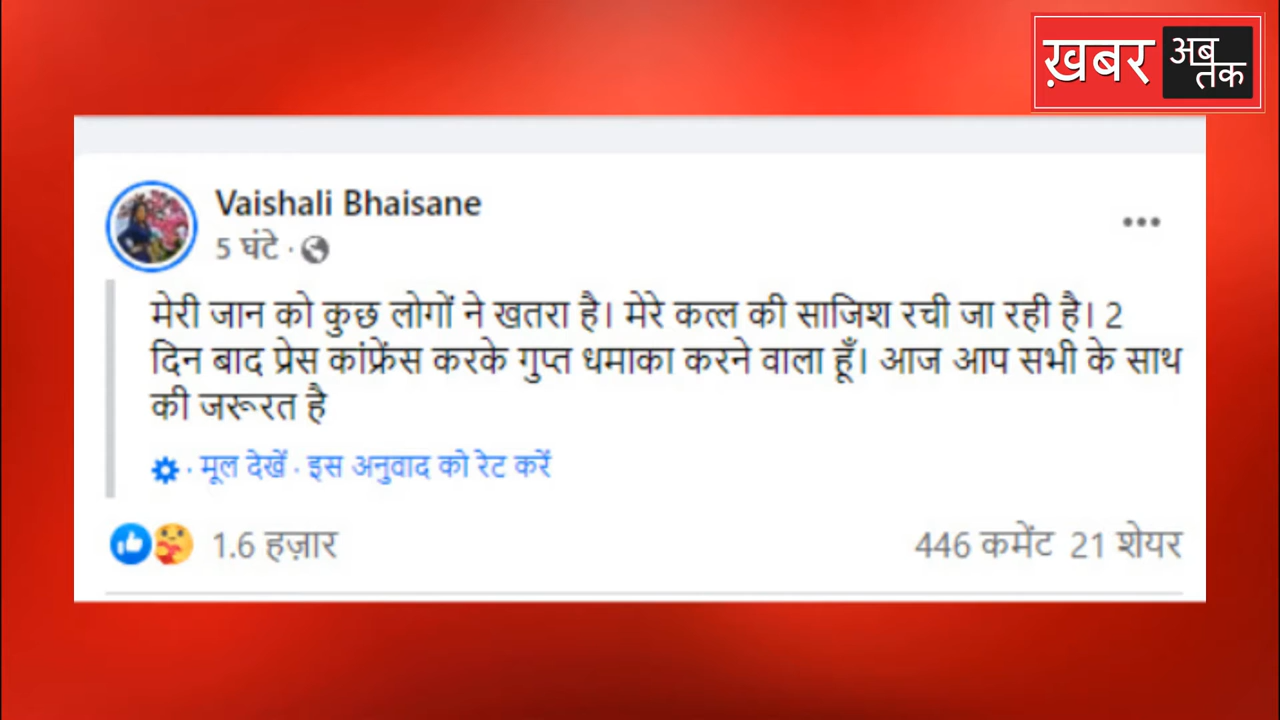 ख़बर अब तक
Vaishali Bhaisane
5 घंटे ·
मेरी जान को कुछ लोगों ने खतरा है। मेरे कत्ल की साजिश रची जा रही है। 2
दिन बाद प्रेस कांफ्रेंस करके गुप्त धमाका करने वाला हूँ। आज आप सभी के साथ
की जरूरत है
· मूल देखें · इस अनुवाद को रेट करें
1.6 हज़ार 446 कमेंट 21 शेयर